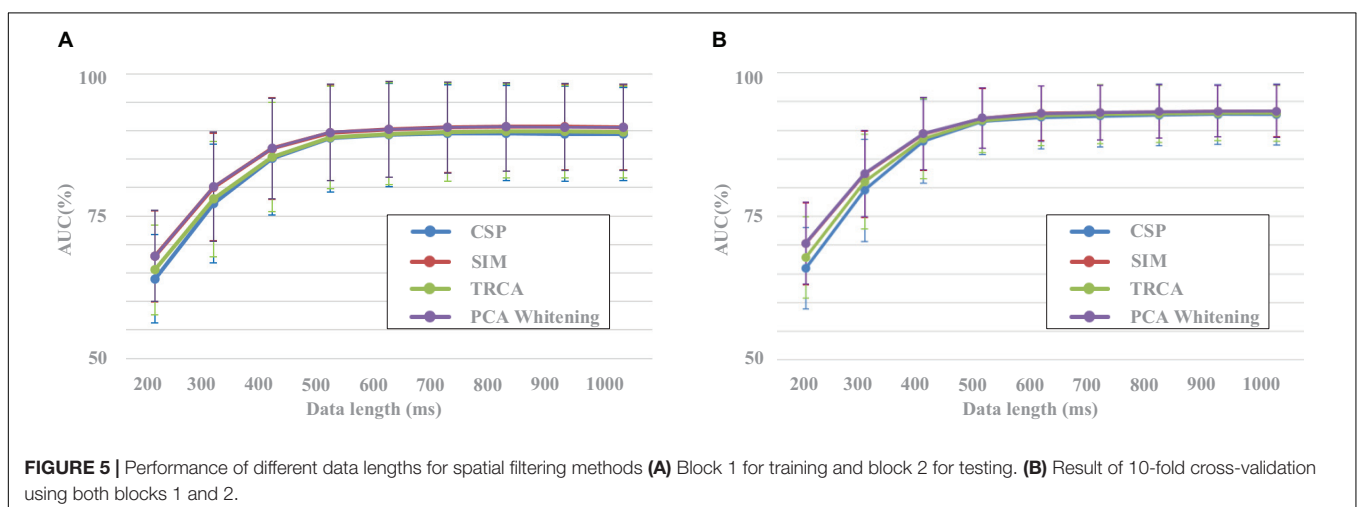 A
100
75
50
AUC(%)
CSP
SIM
TRCA
PCA Whitening
200 300 400 500 600 700 800 900 1000
Data length (ms)
B
100
75
50
AUC(%)
CSP
SIM
TRCA
PCA Whitening
200 300 400 500 600 700 800 900 1000
Data length (ms)
FIGURE 5 | Performance of different data lengths for spatial filtering methods (A) Block 1 for training and block 2 for testing. (B) Result of 10-fold cross-validation
using both blocks 1 and 2.